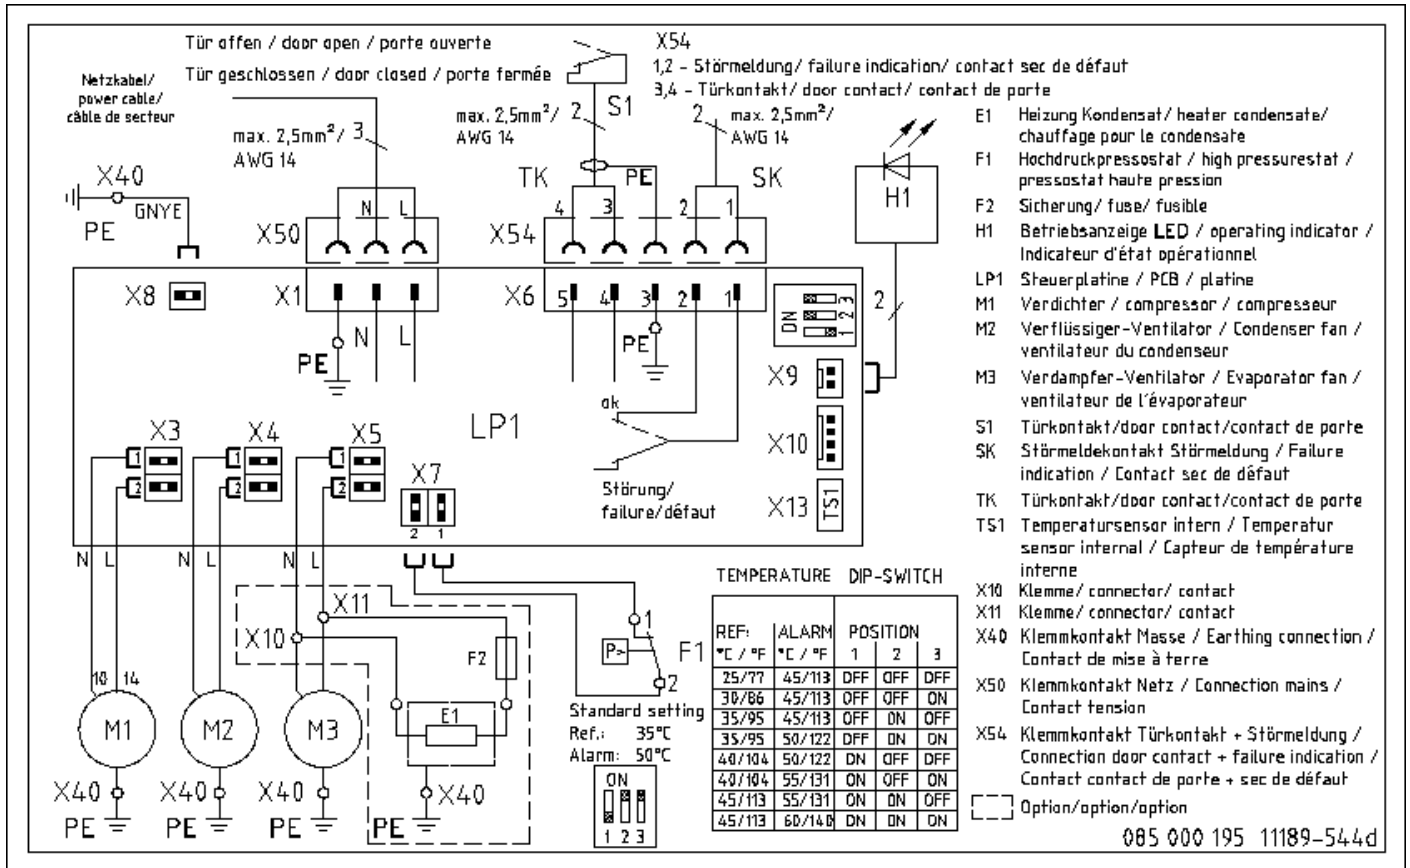 Tür offen / door open / porte ouverte
Tür geschlossen / door closed / porte fermée
Netzkabel/
power cable/
câble de secteur
max. 2,5mm²/ 3
AWG 14
max. 2,5mm²/ 2
AWG 14
S1
X54
1,2 - Störmeldung/ failure indication/ contact sec de défaut
3,4 - Türkontakt/ door contact/ contact de porte
2 max. 2,5mm²/
AWG 14
X40
GNYE
PE
TK
PE
SK
H1
N L
X50
4 3 2 1
X54
X8
X1
X6
5 4 3 2 1
N L
PE
PE
ON
1 2 3
2
X9
X10
X13
TS1
ok
Störung/
failure/défaut
LP1
X3
X4
X5
1
2
1
2
1
2
X7
2 1
N L
N L
N L
X11
X10
F2
E1
10 14
M1
M2
M3
X40
X40
X40
X40
PE
PE
PE
PE
1
P>
F1
2
Standard setting
Ref.: 35°C
Alarm: 50°C
ON
1 2 3
TEMPERATURE DIP-SWITCH
REF: ALARM POSITION
°C / °F °C / °F 1 2 3
25/77 45/113 OFF OFF OFF
30/86 45/113 OFF OFF ON
35/95 45/113 OFF ON OFF
35/95 50/122 OFF ON ON
40/104 50/122 ON OFF OFF
40/104 55/131 ON OFF ON
45/113 55/131 ON ON OFF
45/113 60/140 ON ON ON
E1 Heizung Kondensat/ heater condensate/
chauffage pour le condensate
F1 Hochdruckpressostat / high pressurestat /
pressostat haute pression
F2 Sicherung/ fuse/ fusible
H1 Betriebsanzeige LED / operating indicator /
Indicateur d'état opérationnel
LP1 Steuerplatine / PCB / platine
M1 Verdichter / compressor / compresseur
M2 Verflüssiger-Ventilator / Condenser fan /
ventilateur du condenseur
M3 Verdampfer-Ventilator / Evaporator fan /
ventilateur de l'évaporateur
S1 Türkontakt/door contact/contact de porte
SK Störmeldekontakt Störmeldung / Failure
indication / Contact sec de défaut
TK Türkontakt/door contact/contact de porte
TS1 Temperatursensor intern / Temperatur
sensor internal / Capteur de température
interne
X10 Klemme/ connector/ contact
X11 Klemme/ connector/ contact
X40 Klemmkontakt Masse / Earthing connection /
Contact de mise à terre
X50 Klemmkontakt Netz / Connection mains /
Contact tension
X54 Klemmkontakt Türkontakt + Störmeldung /
Connection door contact + failure indication /
Contact contact de porte + sec de défaut
Option/option/option
085 000 195 11189-544d